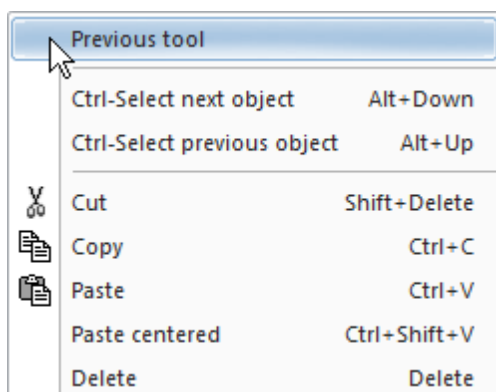 Previous tool
Ctrl-Select next object Alt+Down
Ctrl-Select previous object Alt+Up
Cut Shift+Delete
Copy Ctrl+C
Paste Ctrl+V
Paste centered Ctrl+Shift+V
Delete Delete